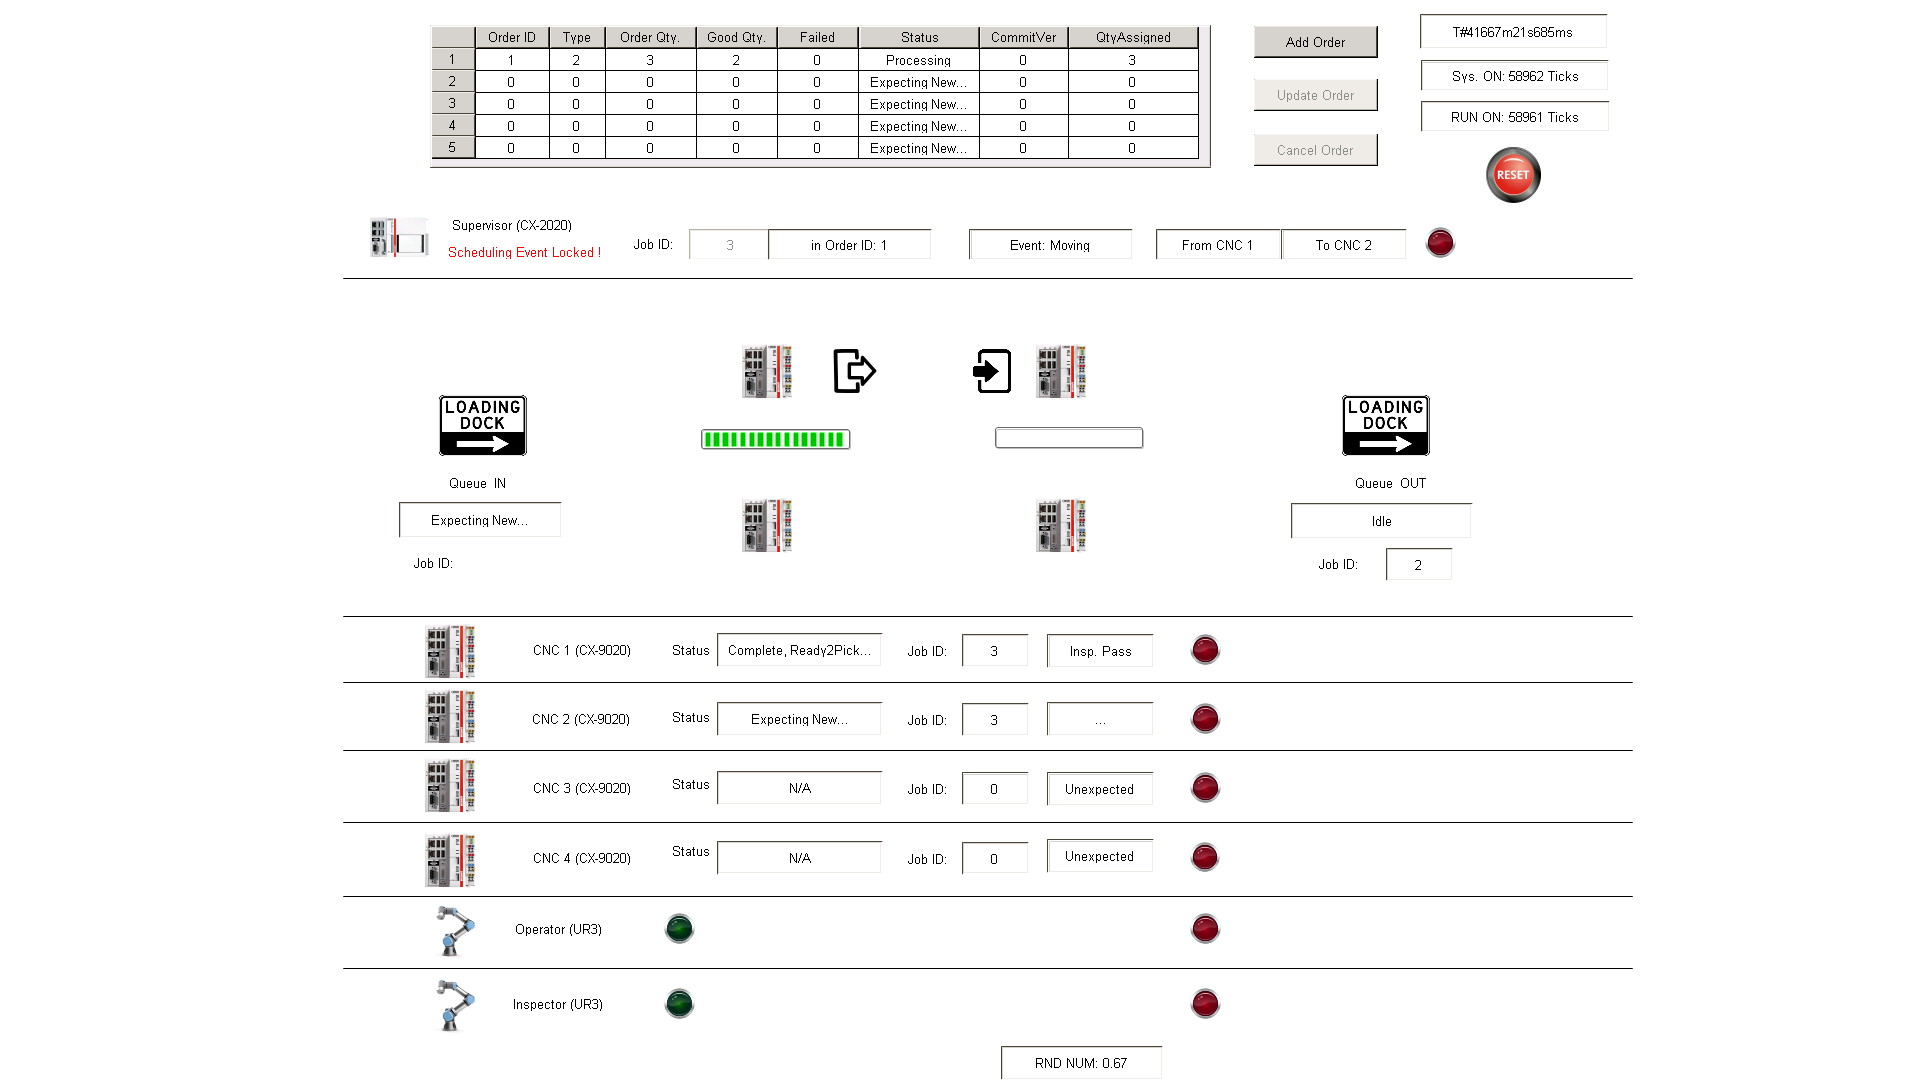 Order ID Type Order Qty. Good Qty. Failed Status CommitVer QtyAssigned
1 1 2 3 2 0 Processing 0 3
2 0 0 0 0 0 Expecting New... 0 0
3 0 0 0 0 0 Expecting New... 0 0
4 0 0 0 0 0 Expecting New... 0 0
5 0 0 0 0 0 Expecting New... 0 0
Add Order
Update Order
Cancel Order
T#41667m21s685ms
Sys. ON: 58962 Ticks
RUN ON: 58961 Ticks
RESET
Supervisor (CX-2020)
Scheduling Event Locked !
Job ID: 3 in Order ID: 1 Event: Moving From CNC 1 To CNC 2
LOADING
DOCK
Queue IN
Expecting New...
Job ID:
LOADING
DOCK
Queue OUT
Idle
Job ID: 2
CNC 1 (CX-9020) Status Complete, Ready2Pick... Job ID: 3 Insp. Pass
CNC 2 (CX-9020) Status Expecting New... Job ID: 3 ...
CNC 3 (CX-9020) Status N/A Job ID: 0 Unexpected
CNC 4 (CX-9020) Status N/A Job ID: 0 Unexpected
Operator (UR3)
Inspector (UR3)
RND NUM: 0.67